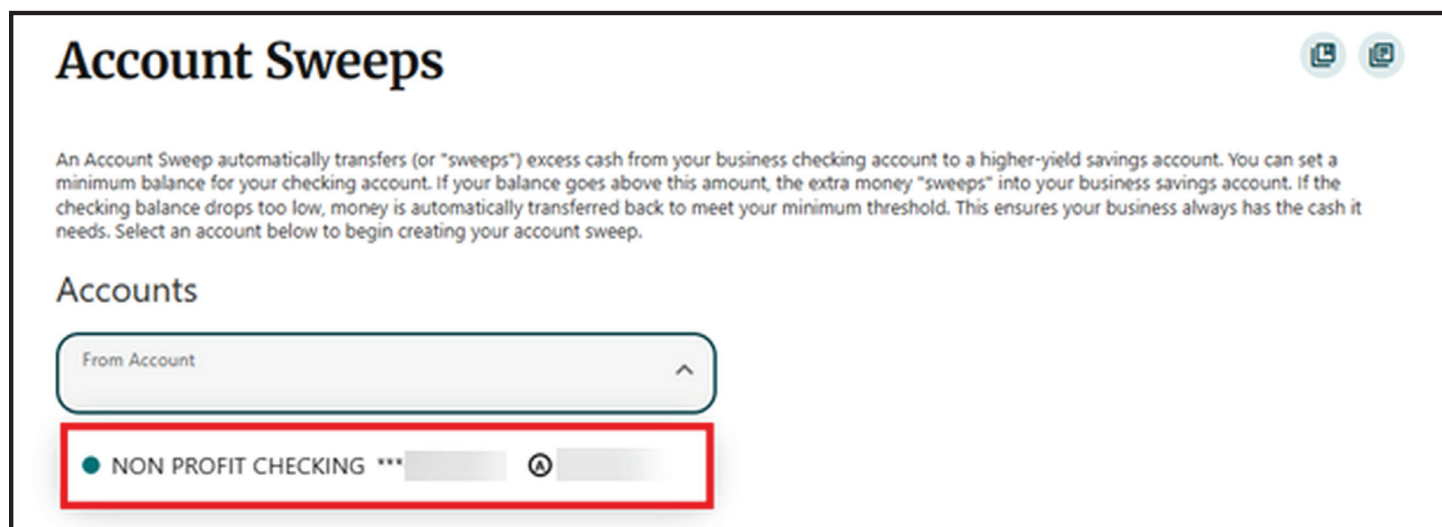 Account Sweeps
An Account Sweep automatically transfers (or "sweeps") excess cash from your business checking account to a higher-yield savings account. You can set a
minimum balance for your checking account. If your balance goes above this amount, the extra money "sweeps" into your business savings account. If the
checking balance drops too low, money is automatically transferred back to meet your minimum threshold. This ensures your business always has the cash it
needs. Select an account below to begin creating your account sweep.
Accounts
From Account
NON PROFIT CHECKING *** A